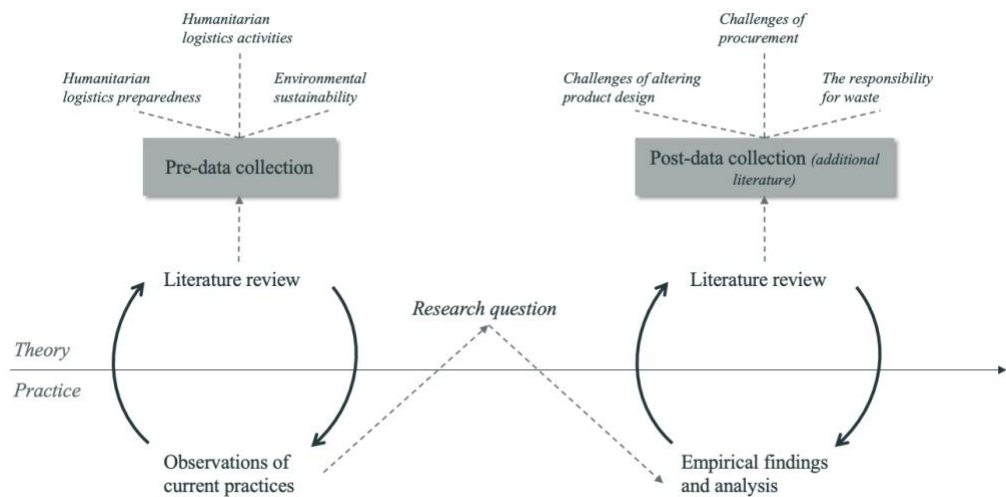 Humanitarian
logistics activities
Humanitarian
logistics preparedness
Environmental
sustainability
Pre-data collection
Literature review
Challenges of
procurement
Challenges of altering
product design
The responsibility
for waste
Post-data collection (additional
literature)
Literature review
Research question
Theory
Practice
Observations of
current practices
Empirical findings
and analysis